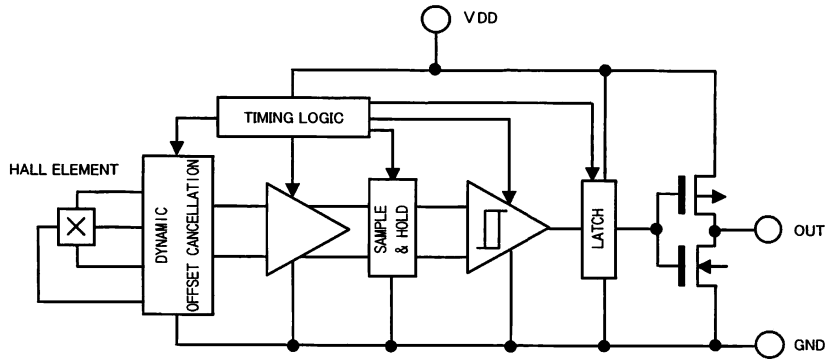 VDD
TIMING LOGIC
HALL ELEMENT
DYNAMIC
OFFSET CANCELLATION
SAMPLE
& HOLD
LATCH
OUT
GND